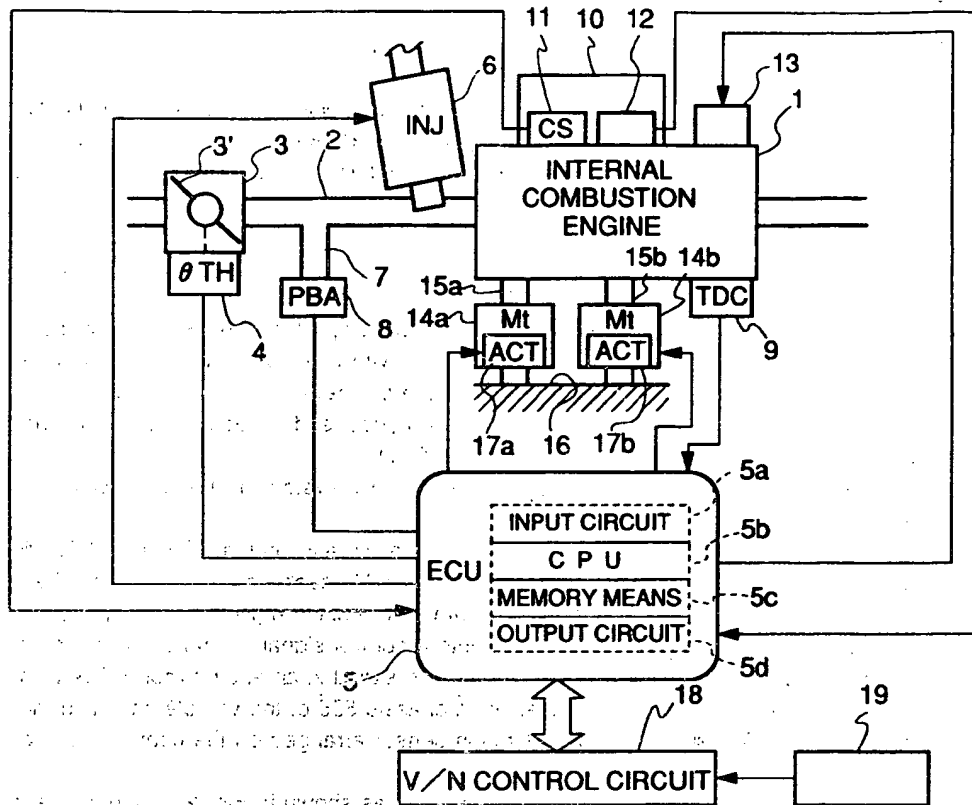 11
12
10
6
13
1
3'
3
2
INJ
CS
INTERNAL
COMBUSTION
ENGINE
θ TH
7
PBA
8
4
15a
15b
14b
14a
Mt
Mt
TDC
9
ACT
ACT
17a
16
17b
5a
INPUT CIRCUIT
5b
ECU
C P U
MEMORY MEANS
5c
OUTPUT CIRCUIT
5
5d
18
19
V/N CONTROL CIRCUIT